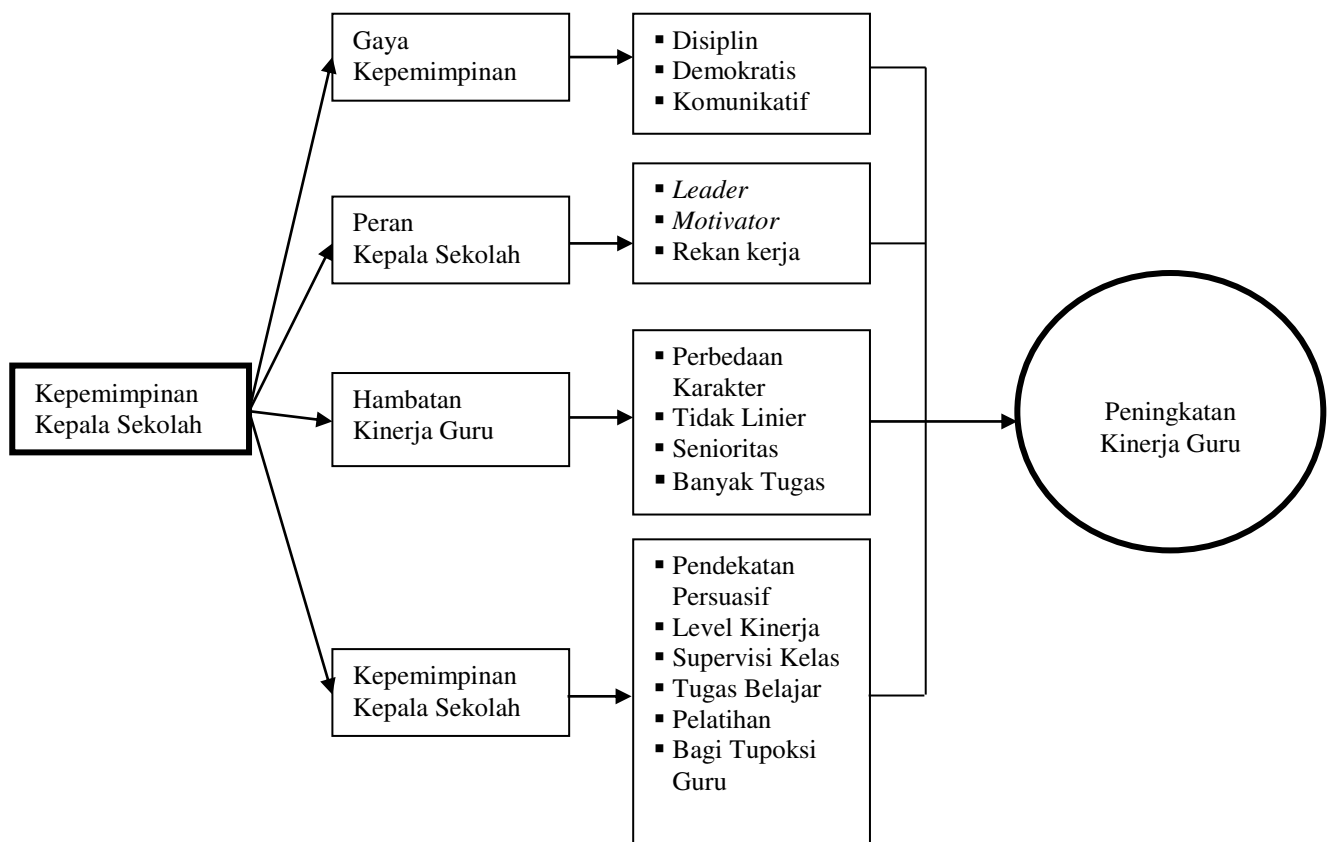 Gaya
Kepemimpinan
▪ Disiplin
▪ Demokratis
▪ Komunikatif
Peran
Kepala Sekolah
▪ Leader
▪ Motivator
▪ Rekan kerja
Kepemimpinan
Kepala Sekolah
Hambatan
Kinerja Guru
▪ Perbedaan
Karakter
▪ Tidak Linier
▪ Senioritas
▪ Banyak Tugas
Peningkatan
Kinerja Guru
Kepemimpinan
Kepala Sekolah
▪ Pendekatan
Persuasif
▪ Level Kinerja
▪ Supervisi Kelas
▪ Tugas Belajar
▪ Pelatihan
▪ Bagi Tupoksi
Guru